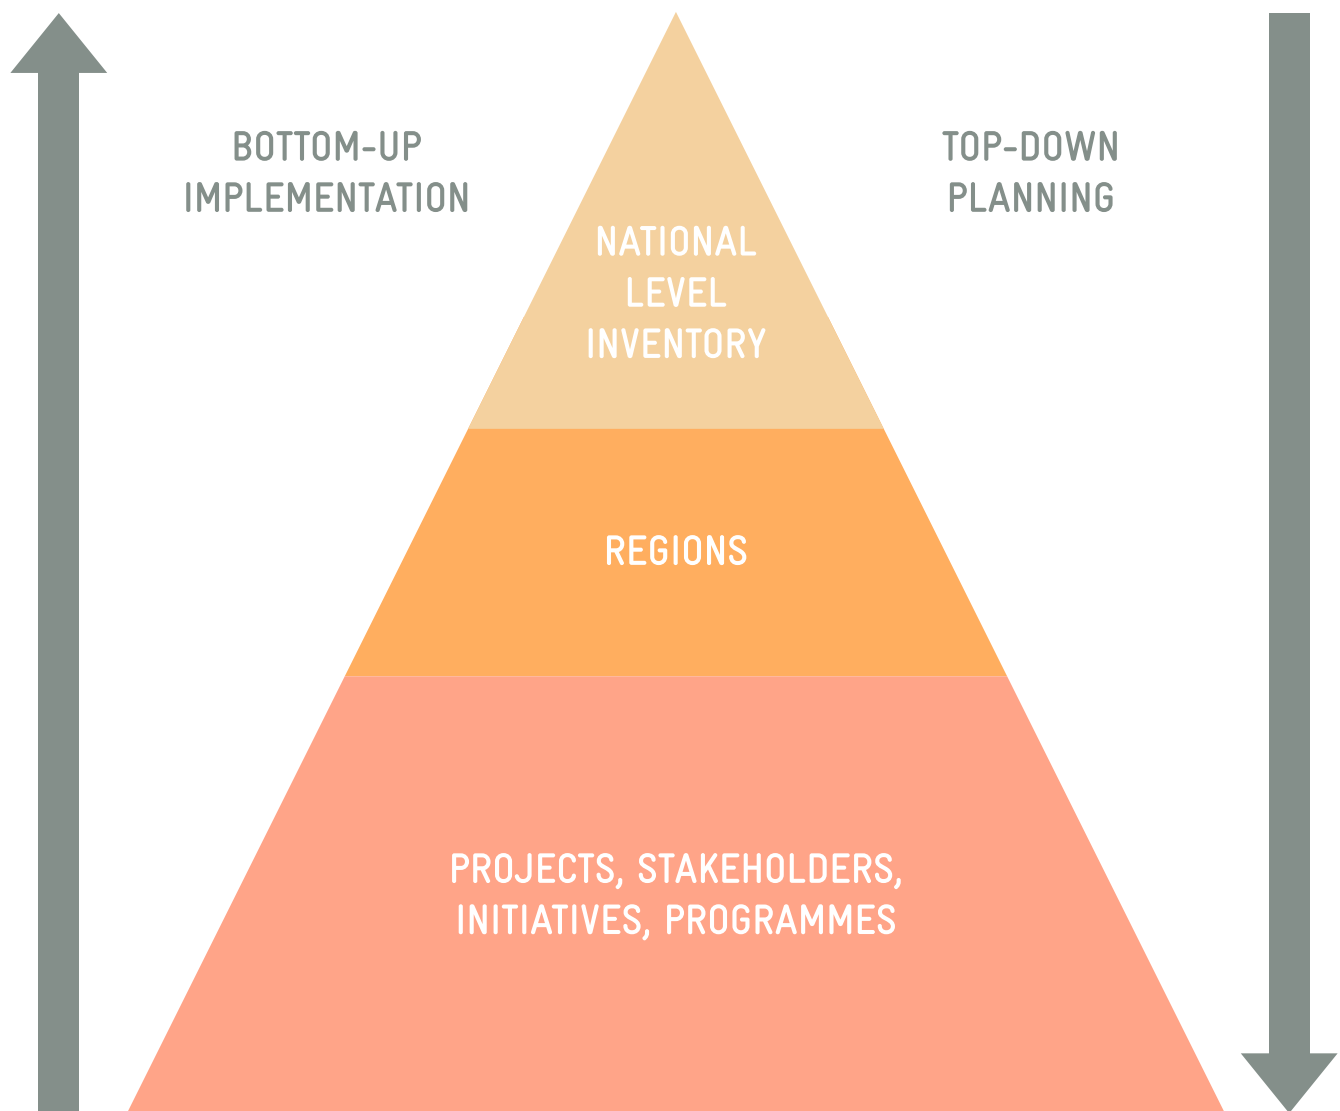 BOTTOM-UP
IMPLEMENTATION
TOP-DOWN
PLANNING
NATIONAL
LEVEL
INVENTORY
REGIONS
PROJECTS, STAKEHOLDERS,
INITIATIVES, PROGRAMMES